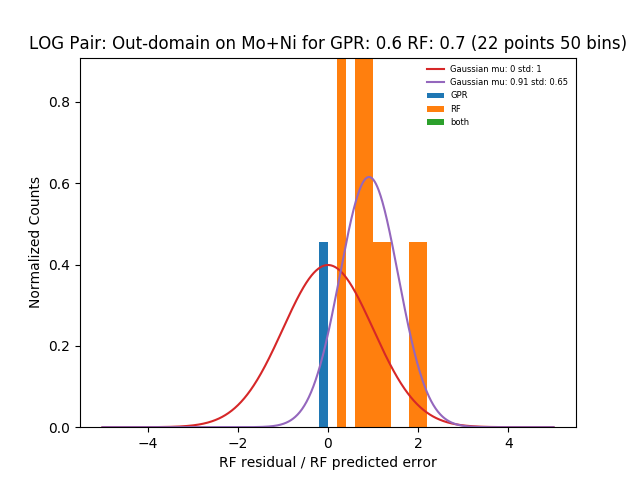 LOG Pair: Out-domain on Mo+Ni for GPR: 0.6 RF: 0.7 (22 points 50 bins)
Gaussian mu: 0 std: 1
Gaussian mu: 0.91 std: 0.65
GPR
RF
both
Normalized Counts
0.8
0.6
0.4
0.2
0.0
−4
−2
0
2
4
RF residual / RF predicted error